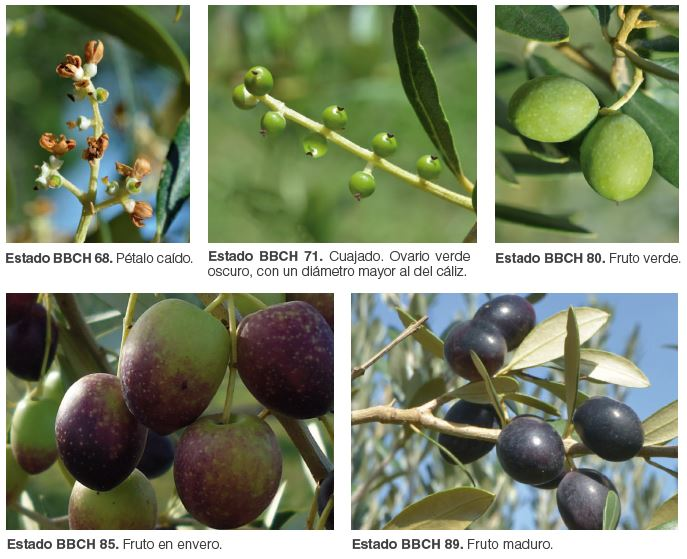 Estado BBCH 68. Pétalo caído.
Estado BBCH 71. Cuajado. Ovario verde
oscuro, con un diámetro mayor al del cáliz.
Estado BBCH 80. Fruto verde.
Estado BBCH 85. Fruto en envero.
Estado BBCH 89. Fruto maduro.